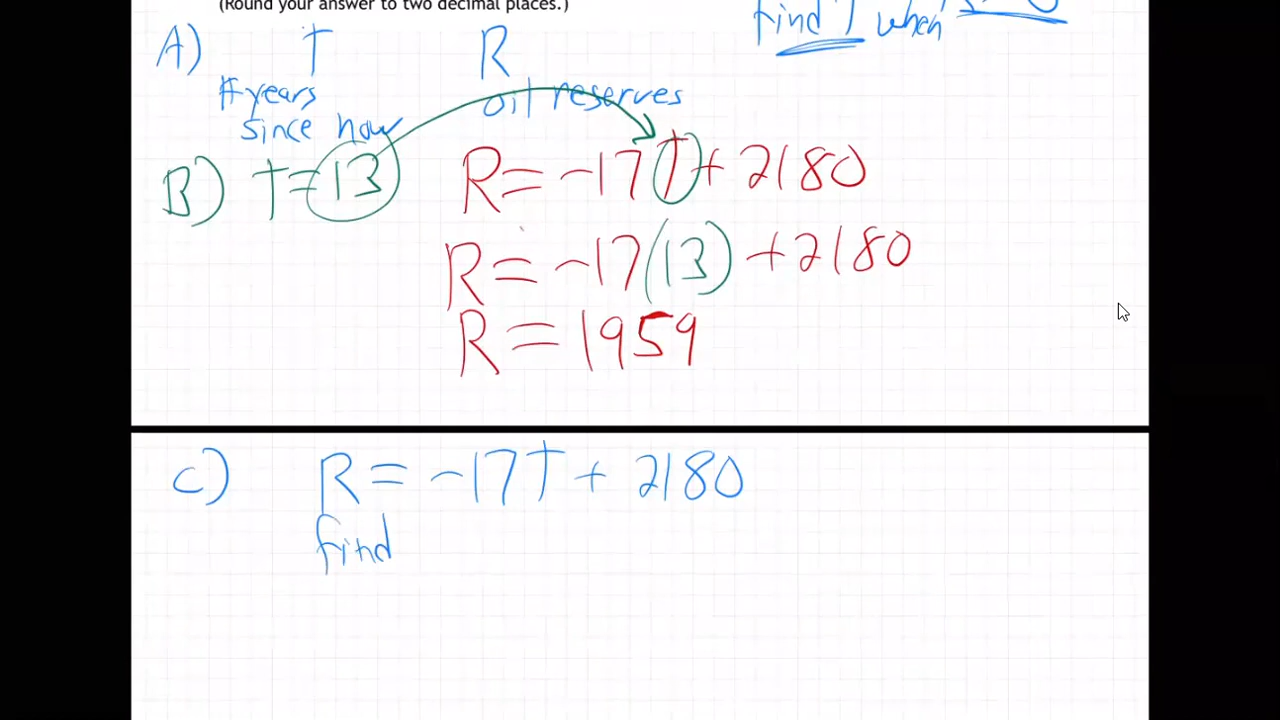 (Round your answer to two decimal places.)
find T when
A) T R
#years oil reserves
since now
B) T=13 R=-17T+2180
R=-17(13)+2180
R=1959
C) R=-17T+2180
find